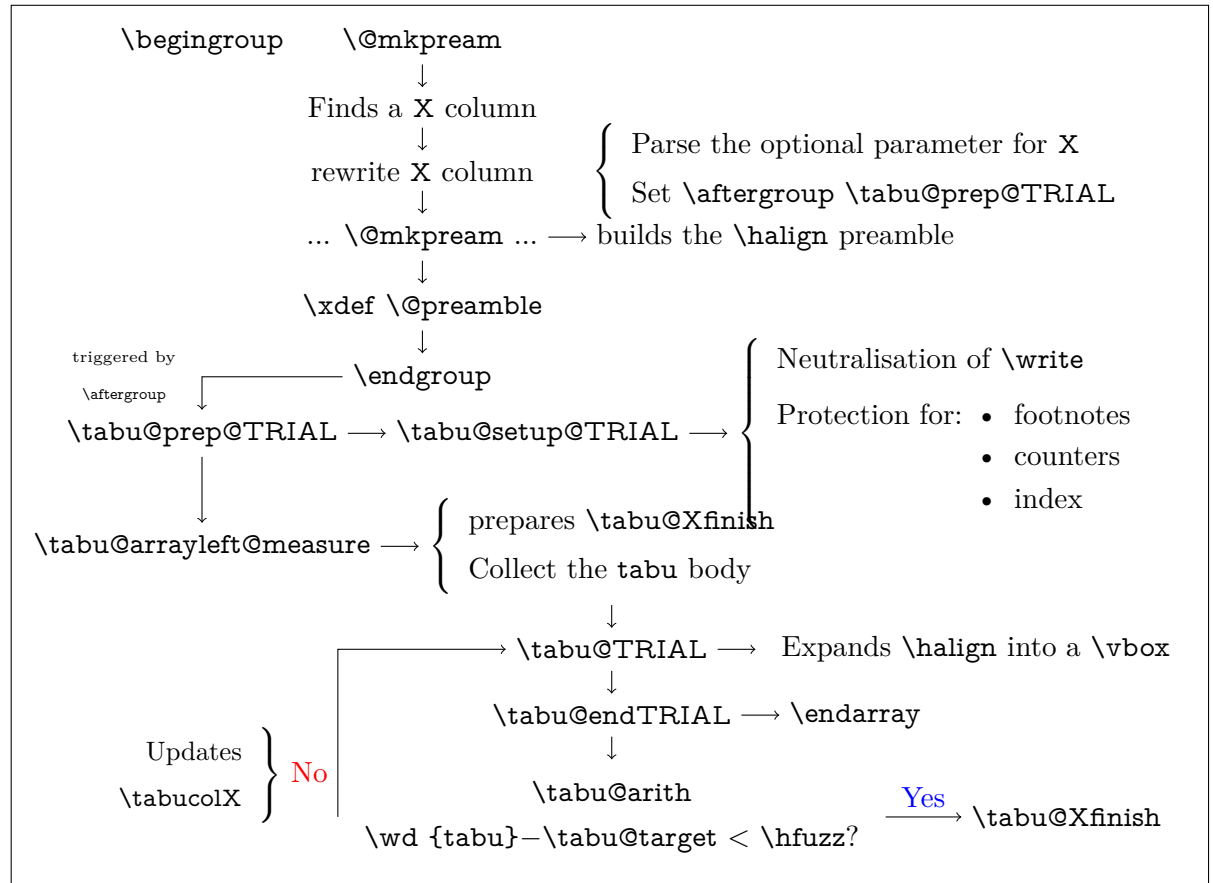 \begingroup \@mkpream
Finds a X column
rewrite X column
Parse the optional parameter for X
Set \aftergroup \tabu@prep@TRIAL
... \@mkpream ... ⟶ builds the \halign preamble
\xdef \@preamble
triggered by
\aftergroup
\endgroup
\tabu@prep@TRIAL ⟶ \tabu@setup@TRIAL ⟶
Neutralisation of \write
Protection for: • footnotes
• counters
• index
\tabu@arrayleft@measure ⟶
prepares \tabu@Xfinish
Collect the tabu body
\tabu@TRIAL ⟶ Expands \halign into a \vbox
\tabu@endTRIAL ⟶ \endarray
Updates
\tabucolX
No
\tabu@arith
\wd {tabu}−\tabu@target < \hfuzz?
Yes
\tabu@Xfinish